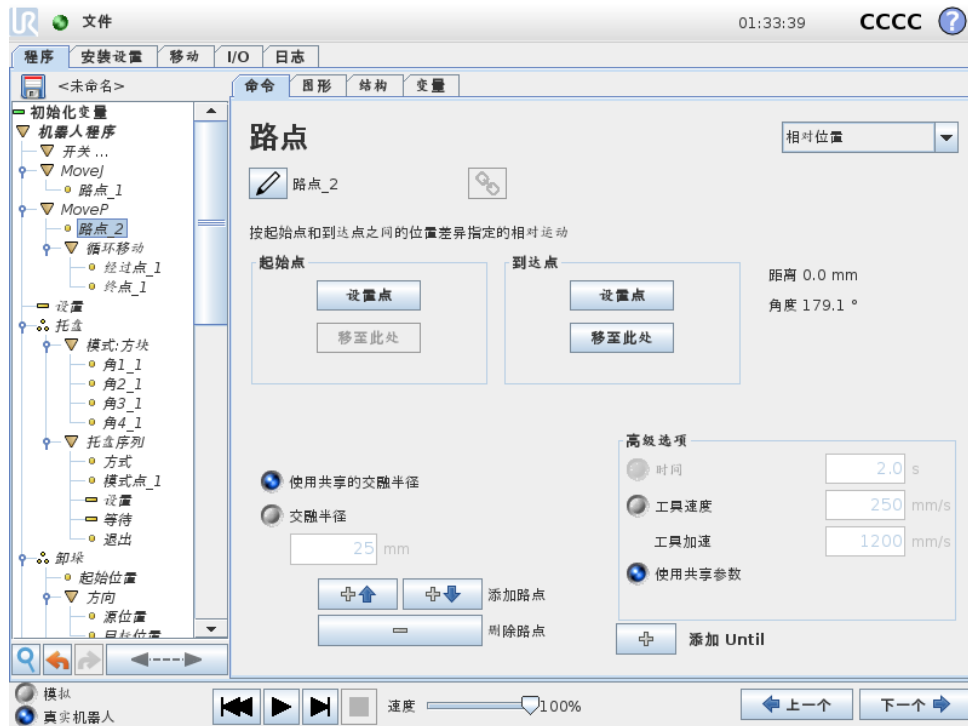 UR 文件 01:33:39 CCCC ?
程序 安装设置 移动 I/O 日志
<未命名> 命令 图形 结构 变量
初始化变量
机器人程序
开关 ...
MoveJ
路点_1
MoveP
路点_2
循环移动
经过点_1
终点_1
设置
托盘
模式:方块
角1_1
角2_1
角3_1
角4_1
托盘序列
方式
模式点_1
设置
等待
退出
卸垛
起始位置
方向
源位置
目标位置
路点 相对位置
路点_2
按起始点和到达点之间的位置差异指定的相对运动
起始点
设置点
移至此处
到达点
设置点
移至此处
距离 0.0 mm
角度 179.1 °
使用共享的交融半径
交融半径
25 mm
添加路点
删除路点
高级选项
时间 2.0 s
工具速度 250 mm/s
工具加速 1200 mm/s
使用共享参数
添加 Until
模拟
真实机器人
速度 100%
上一个 下一个